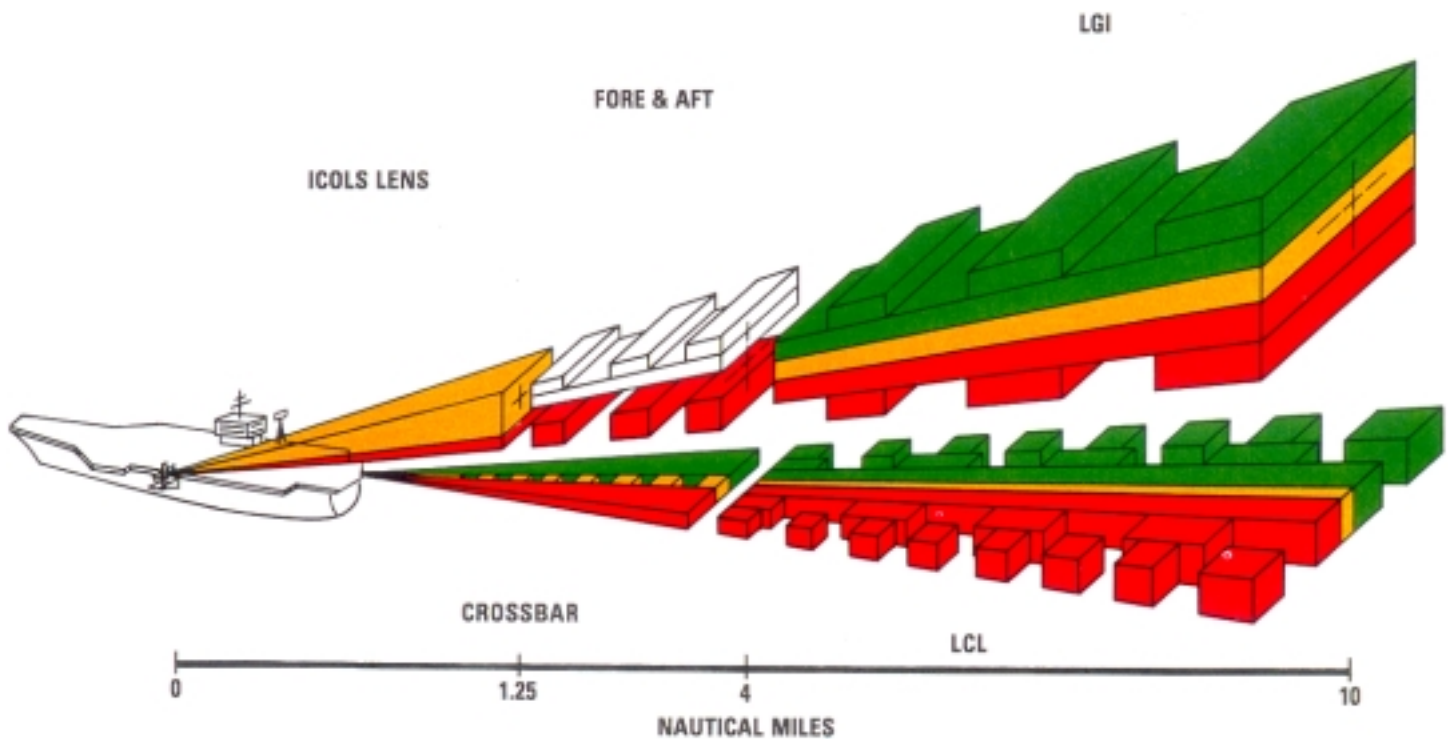 LGI
FORE & AFT
ICOLS LENS
CROSSBAR
LCL
0 1.25 4 10
NAUTICAL MILES